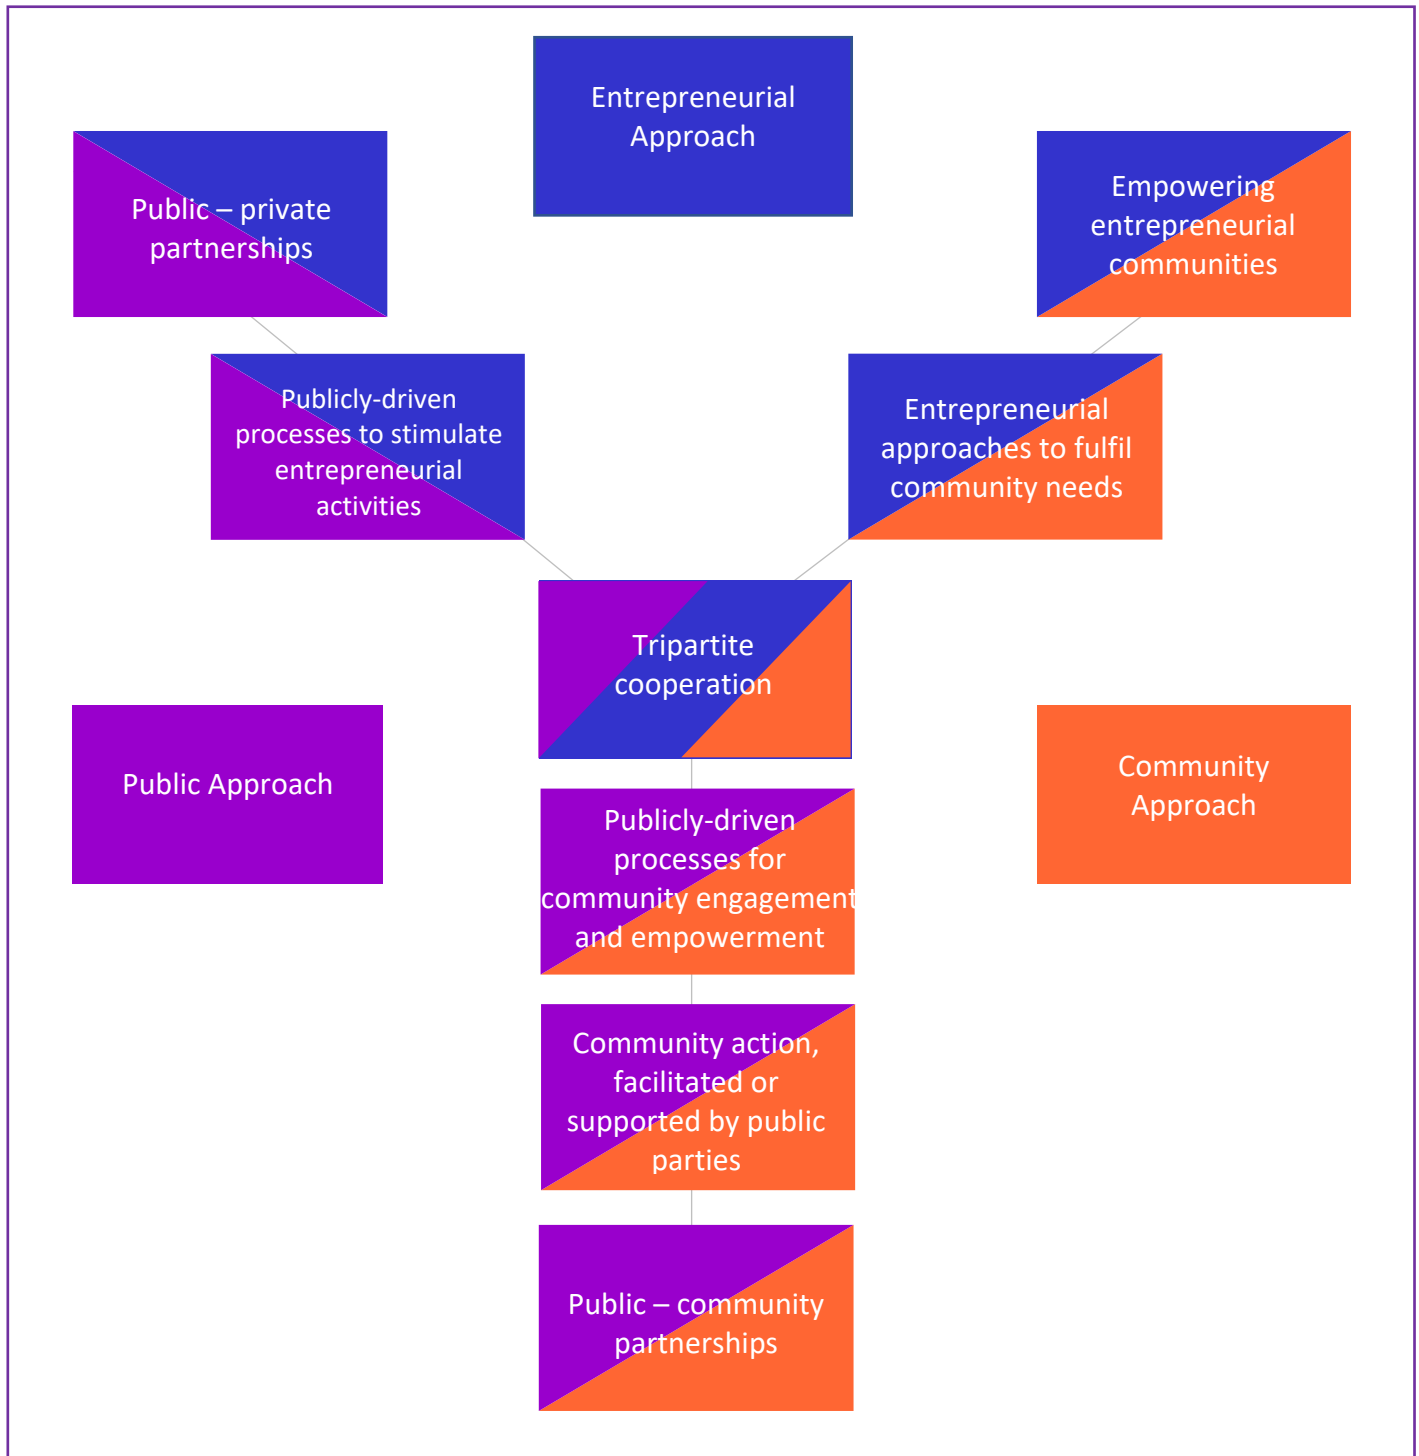 Entrepreneurial
Approach
Public – private
partnerships
Empowering
entrepreneurial
communities
Publicly-driven
processes to stimulate
entrepreneurial
activities
Entrepreneurial
approaches to fulfil
community needs
Tripartite
cooperation
Public Approach
Community
Approach
Publicly-driven
processes for
community engagement
and empowerment
Community action,
facilitated or
supported by public
parties
Public – community
partnerships